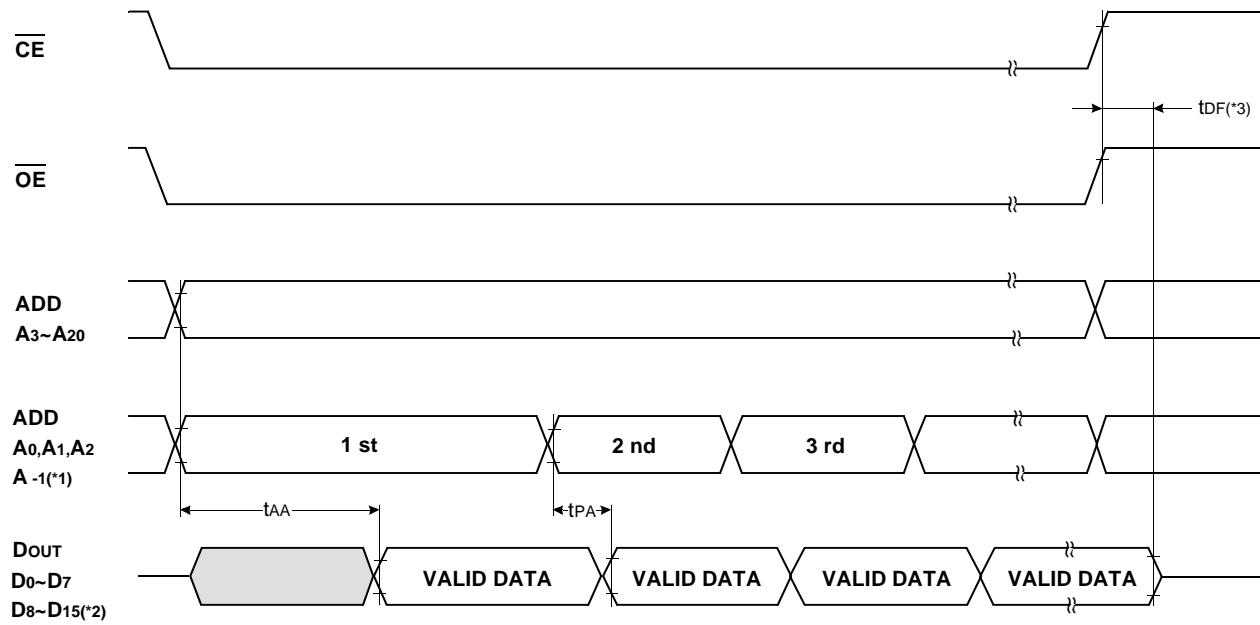 CE
tDF(*3)
OE
ADD
A3~A20
ADD
A0,A1,A2
A -1(*1)
1 st
2 nd
3 rd
tAA
tPA
DOUT
D0~D7
D8~D15(*2)
VALID DATA
VALID DATA
VALID DATA
VALID DATA